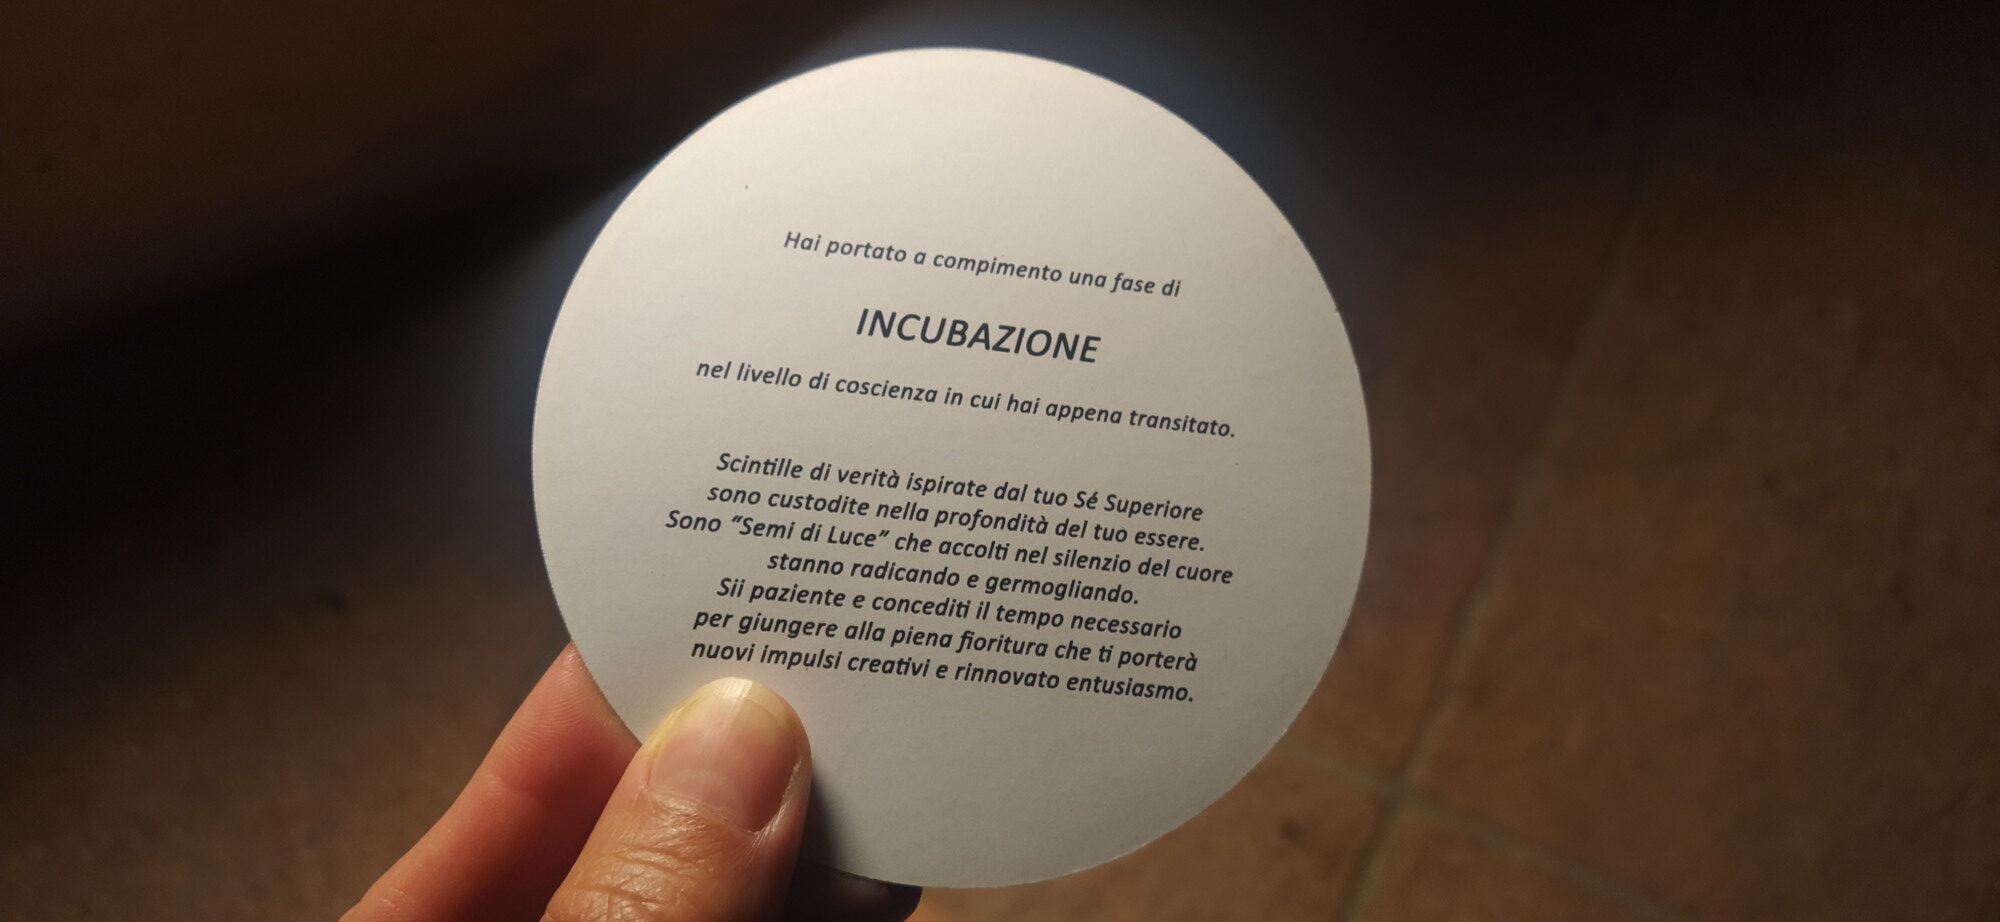 Hai portato a compimento una fase di
INCUBAZIONE
nel livello di coscienza in cui hai appena transitato.
Scintille di verità ispirate dal tuo Sé Superiore
sono custodite nella profondità del tuo essere.
Sono “Semi di Luce” che accolti nel silenzio del cuore
stanno radicando e germogliando.
Sii paziente e concediti il tempo necessario
per giungere alla piena fioritura che ti porterà
nuovi impulsi creativi e rinnovato entusiasmo.